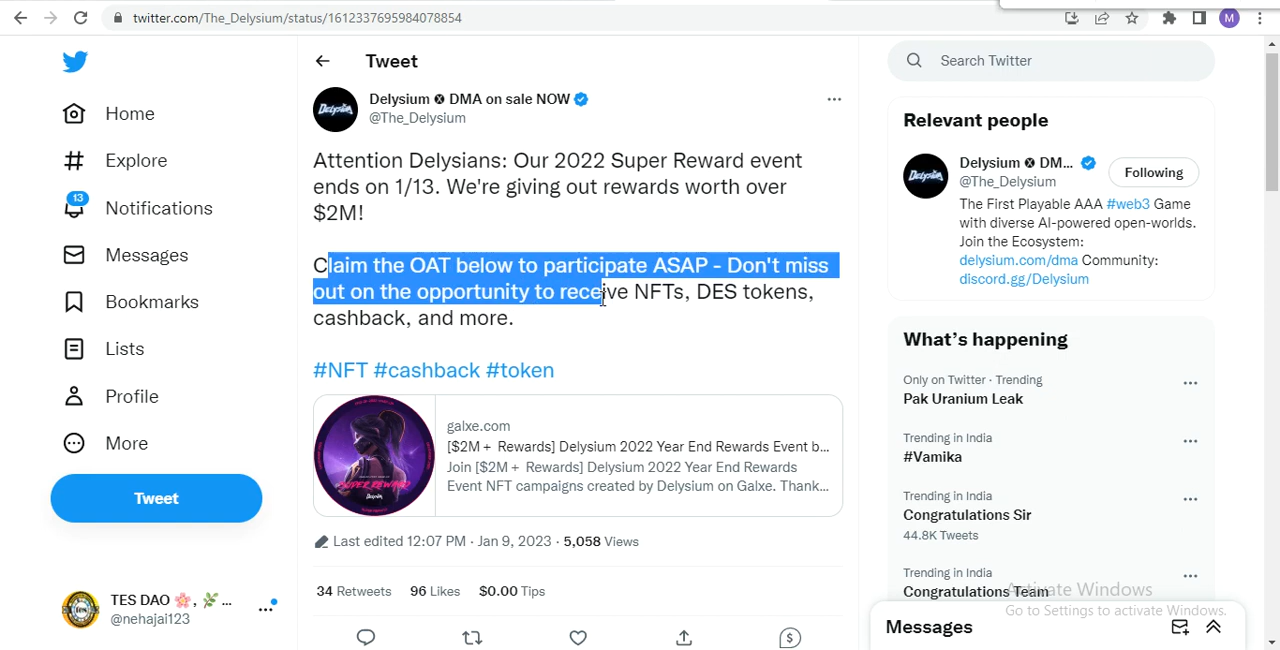 twitter.com/The_Delysium/status/1612337695984078854
M
Home
Explore
13
Notifications
Messages
Bookmarks
Lists
Profile
More
Tweet
TES DAO 🌸, 🌿 ...
@nehajai123
Tweet
Delysium
Delysium ⊗ DMA on sale NOW
@The_Delysium
Attention Delysians: Our 2022 Super Reward event
ends on 1/13. We're giving out rewards worth over
$2M!
Claim the OAT below to participate ASAP - Don't miss
out on the opportunity to receive NFTs, DES tokens,
cashback, and more.
#NFT #cashback #token
SUPER REWARD
Delysium
galxe.com
[$2M + Rewards] Delysium 2022 Year End Rewards Event b...
Join [$2M + Rewards] Delysium 2022 Year End Rewards
Event NFT campaigns created by Delysium on Galxe. Thank...
Last edited 12:07 PM · Jan 9, 2023 · 5,058 Views
34 Retweets 96 Likes $0.00 Tips
Search Twitter
Relevant people
Delysium
Delysium ⊗ DM...
@The_Delysium
Following
The First Playable AAA #web3 Game
with diverse AI-powered open-worlds.
Join the Ecosystem:
delysium.com/dma Community:
discord.gg/Delysium
What's happening
Only on Twitter · Trending
Pak Uranium Leak
Trending in India
#Vamika
Trending in India
Congratulations Sir
44.8K Tweets
Trending in India
Congratulations Team
Activate Windows
Go to Settings to activate Windows.
Messages